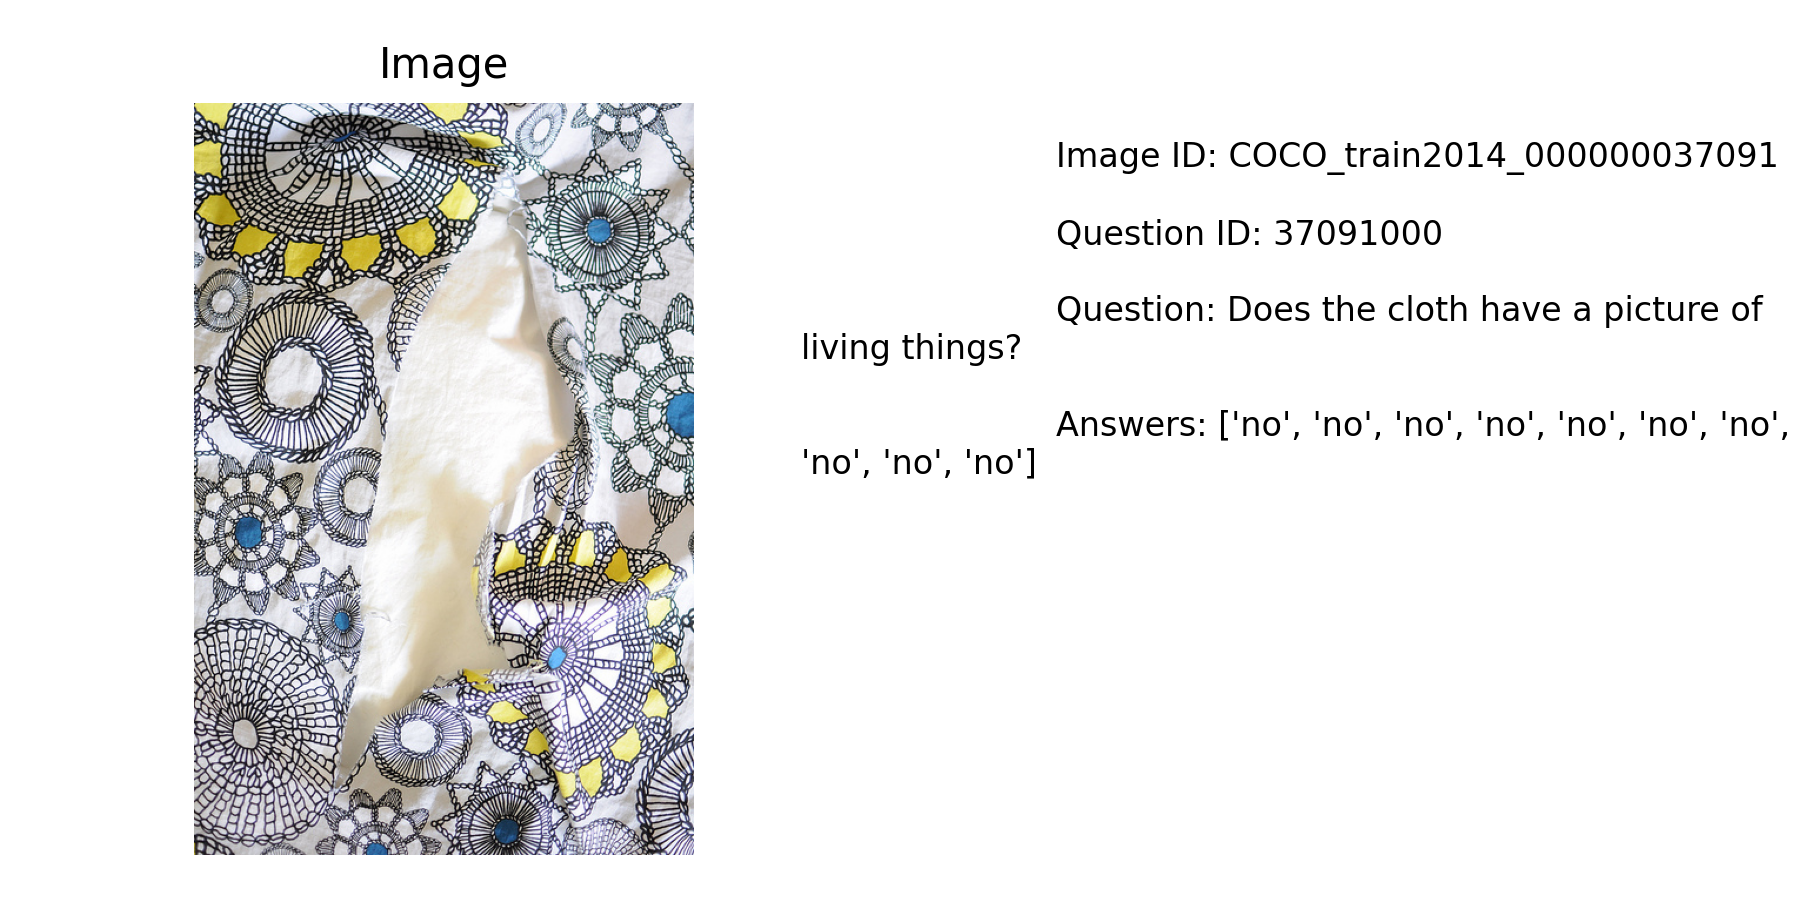 Image
Image ID: COCO_train2014_000000037091
Question ID: 37091000
Question: Does the cloth have a picture of
living things?
Answers: ['no', 'no', 'no', 'no', 'no', 'no', 'no',
'no', 'no', 'no']